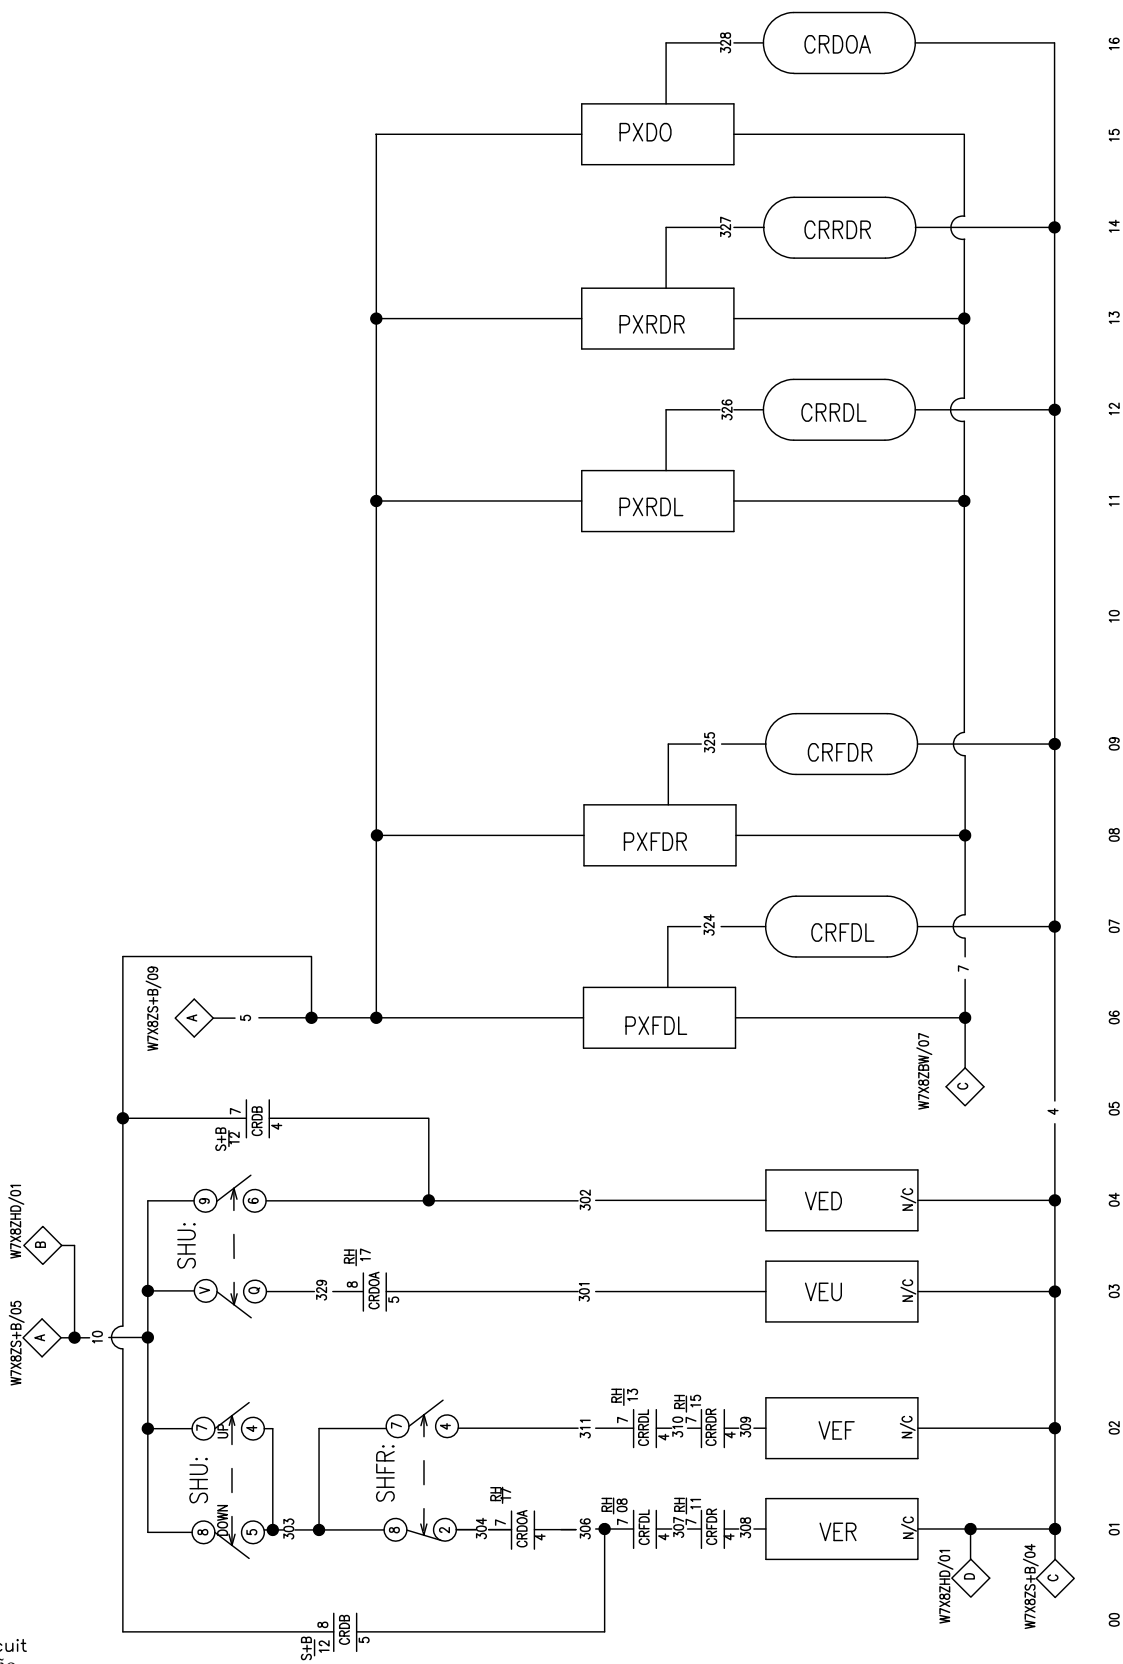 CRDOA
328
16
PXDO
15
CRRDR
327
14
PXRDR
13
CRRDL
326
12
PXRDL
11
10
CRFDR
325
09
PXFDR
08
CRFDL
324
07
W7X8ZS+B/09
A
5
PXFDL
7
06
W7X8ZBW/07
C
S+B
12
7
CRDB
4
4
05
W7X8ZHD/01
B
SHU:
9
6
302
VED
N/C
04
W7X8ZS+B/05
A
10
V
Q
329
RH
17
8
CRDOA
5
301
VEU
N/C
03
SHU:
7
UP
4
SHFR:
7
4
311
RH
13
7
CRRDL
4
310
RH
15
7
CRRDR
4
309
VEF
N/C
02
8
DOWN
5
303
8
2
304
RH
17
7
CRDOA
4
306
RH
08
7
CRFDL
4
307
RH
11
7
CRFDR
4
308
VER
N/C
01
W7X8ZHD/01
D
W7X8ZS+B/04
C
S+B
12
8
CRDB
5
00
cuit